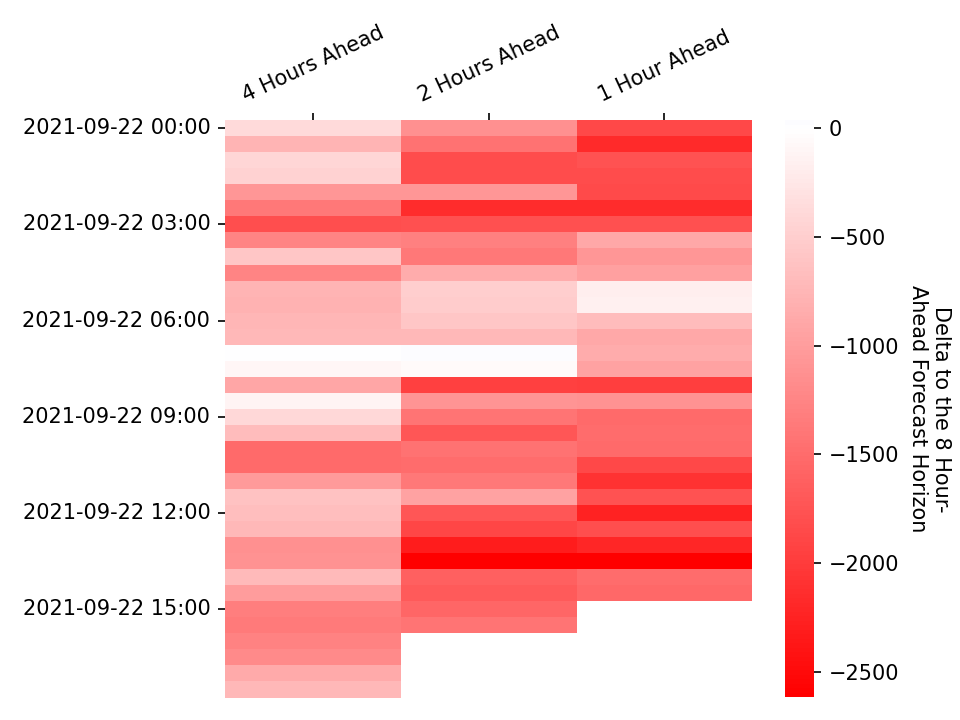 4 Hours Ahead
2 Hours Ahead
1 Hour Ahead
2021-09-22 00:00
2021-09-22 03:00
2021-09-22 06:00
2021-09-22 09:00
2021-09-22 12:00
2021-09-22 15:00
0
−500
−1000
−1500
−2000
−2500
Delta to the 8 Hour-
Ahead Forecast Horizon